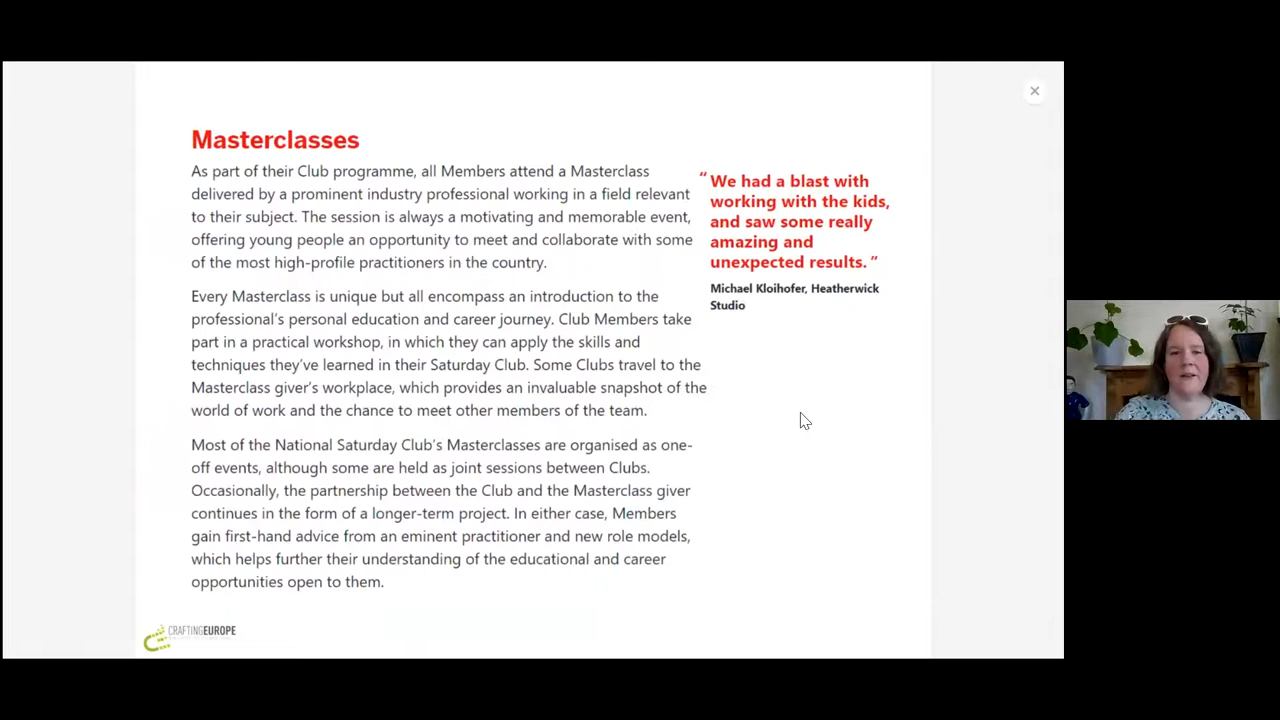 Masterclasses
As part of their Club programme, all Members attend a Masterclass
delivered by a prominent industry professional working in a field relevant
to their subject. The session is always a motivating and memorable event,
offering young people an opportunity to meet and collaborate with some
of the most high-profile practitioners in the country.
Every Masterclass is unique but all encompass an introduction to the
professional's personal education and career journey. Club Members take
part in a practical workshop, in which they can apply the skills and
techniques they've learned in their Saturday Club. Some Clubs travel to the
Masterclass giver's workplace, which provides an invaluable snapshot of the
world of work and the chance to meet other members of the team.
Most of the National Saturday Club's Masterclasses are organised as one-
off events, although some are held as joint sessions between Clubs.
Occasionally, the partnership between the Club and the Masterclass giver
continues in the form of a longer-term project. In either case, Members
gain first-hand advice from an eminent practitioner and new role models,
which helps further their understanding of the educational and career
opportunities open to them.
“ We had a blast with
working with the kids,
and saw some really
amazing and
unexpected results. ”
Michael Kloihofer, Heatherwick
Studio
CRAFTINGEUROPE